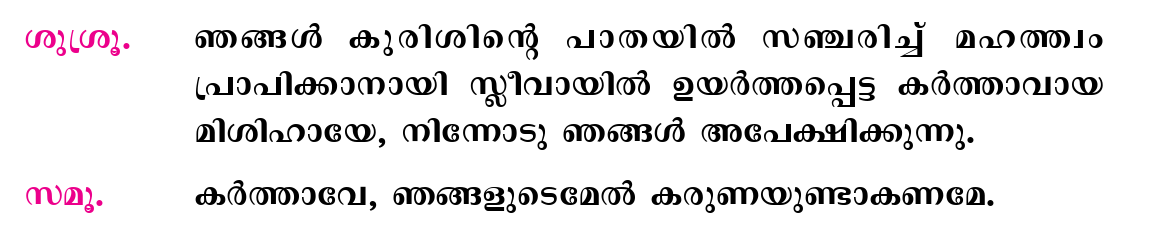 ശുശ്രൂ. ഞങ്ങൾ കുരിശിന്റെ പാതയിൽ സഞ്ചരിച്ച് മഹത്ത്വം
പ്രാപിക്കാനായി സ്ലീവായിൽ ഉയർത്തപ്പെട്ട കർത്താവായ
മിശിഹായേ, നിന്നോടു ഞങ്ങൾ അപേക്ഷിക്കുന്നു.
സമൂ. കർത്താവേ, ഞങ്ങളുടെമേൽ കരുണയുണ്ടാകണമേ.